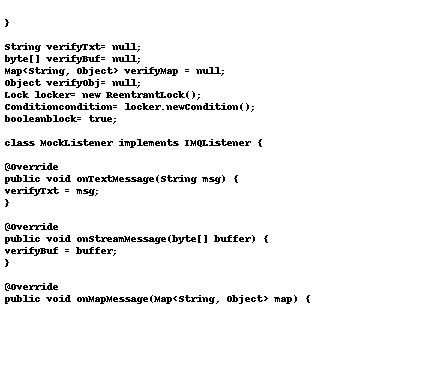 }
String verifyTxt= null;
byte[] verifyBuf= null;
Map<String, Object> verifyMap = null;
Object verifyObj= null;
Lock locker= new ReentrantLock();
Conditioncondition= locker.newCondition();
booleanblock= true;
class MockListener implements IMQListener {
@Override
public void onTextMessage(String msg) {
verifyTxt = msg;
}
@Override
public void onStreamMessage(byte[] buffer) {
verifyBuf = buffer;
}
@Override
public void onMapMessage(Map<String, Object> map) {